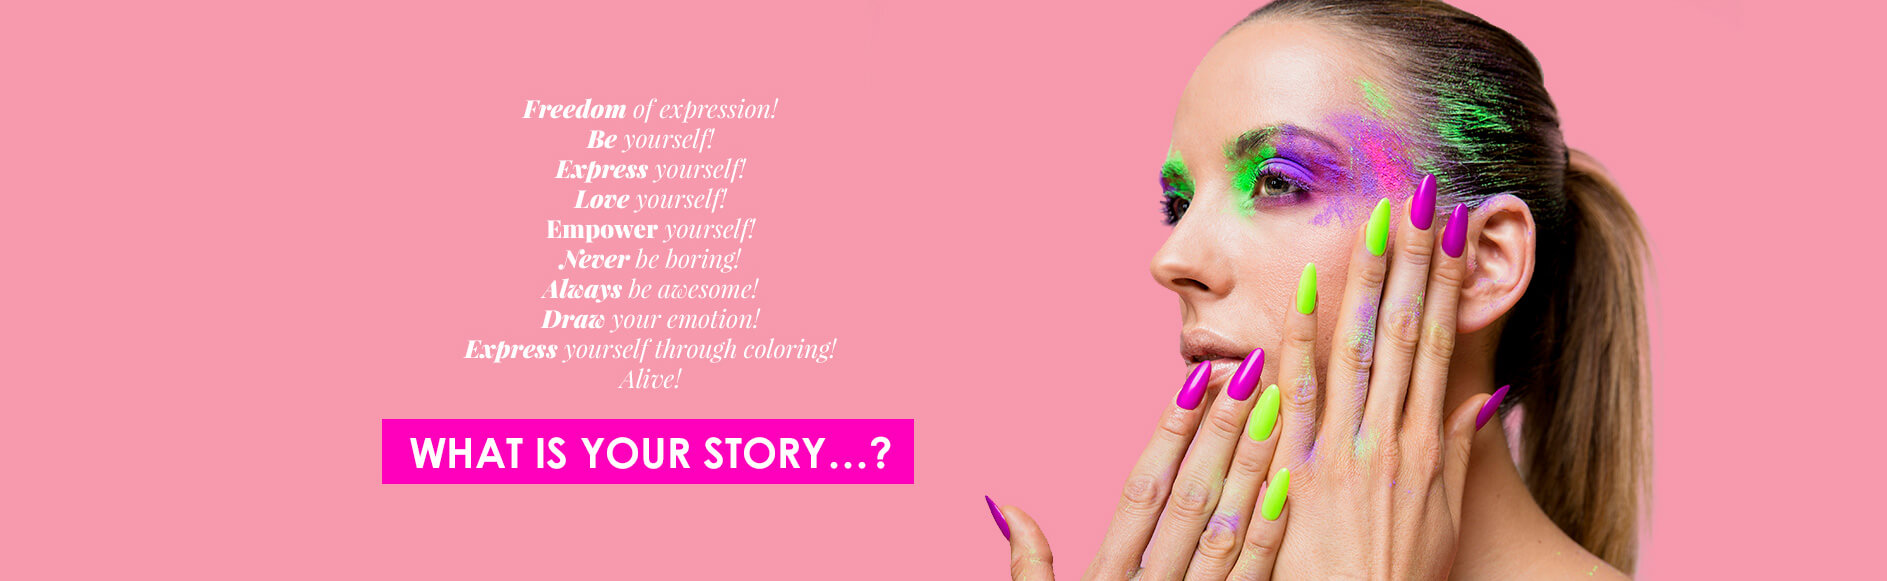 Freedom of expression!
Be yourself!
Express yourself!
Love yourself!
Empower yourself!
Never be boring!
Always be awesome!
Draw your emotion!
Express yourself through coloring!
Alive!
WHAT IS YOUR STORY...?